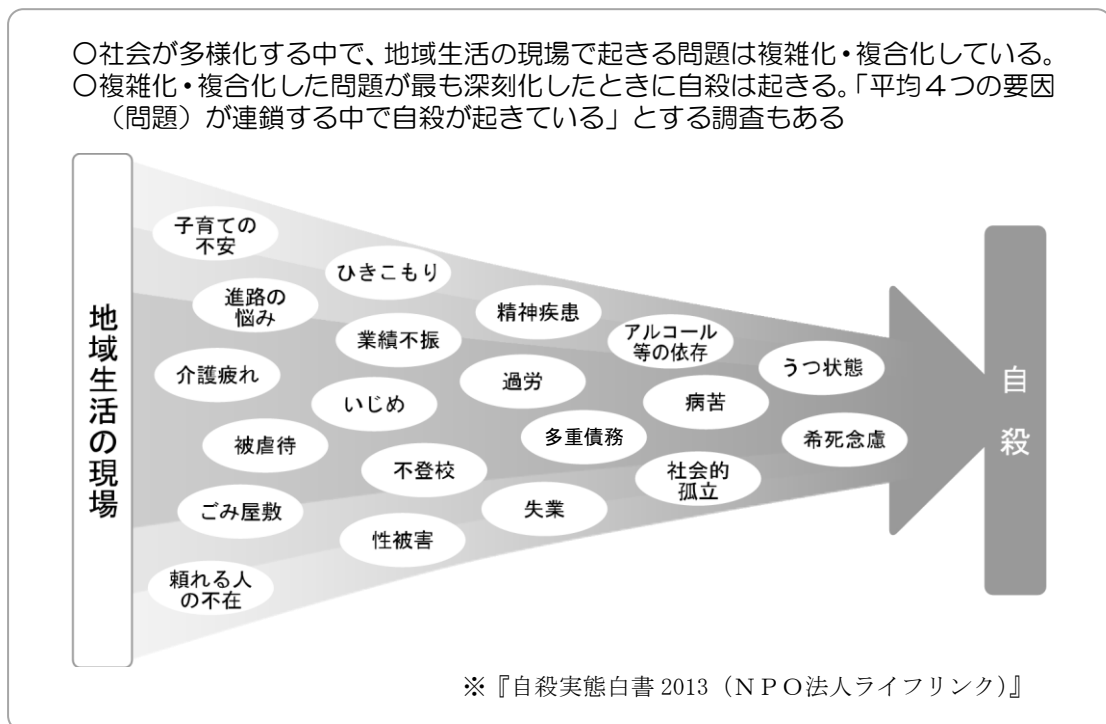 〇社会が多様化する中で、地域生活の現場で起きる問題は複雑化・複合化している。
〇複雑化・複合化した問題が最も深刻化したときに自殺は起きる。「平均４つの要因
（問題）が連鎖する中で自殺が起きている」とする調査もある
地域生活の現場
子育ての
不安
進路の
悩み
介護疲れ
被虐待
ごみ屋敷
頼れる人
の不在
ひきこもり
業績不振
いじめ
不登校
性被害
精神疾患
過労
多重債務
失業
アルコール
等の依存
病苦
社会的
孤立
うつ状態
希死念慮
自殺
※『自殺実態白書 2013（ＮＰＯ法人ライフリンク）』